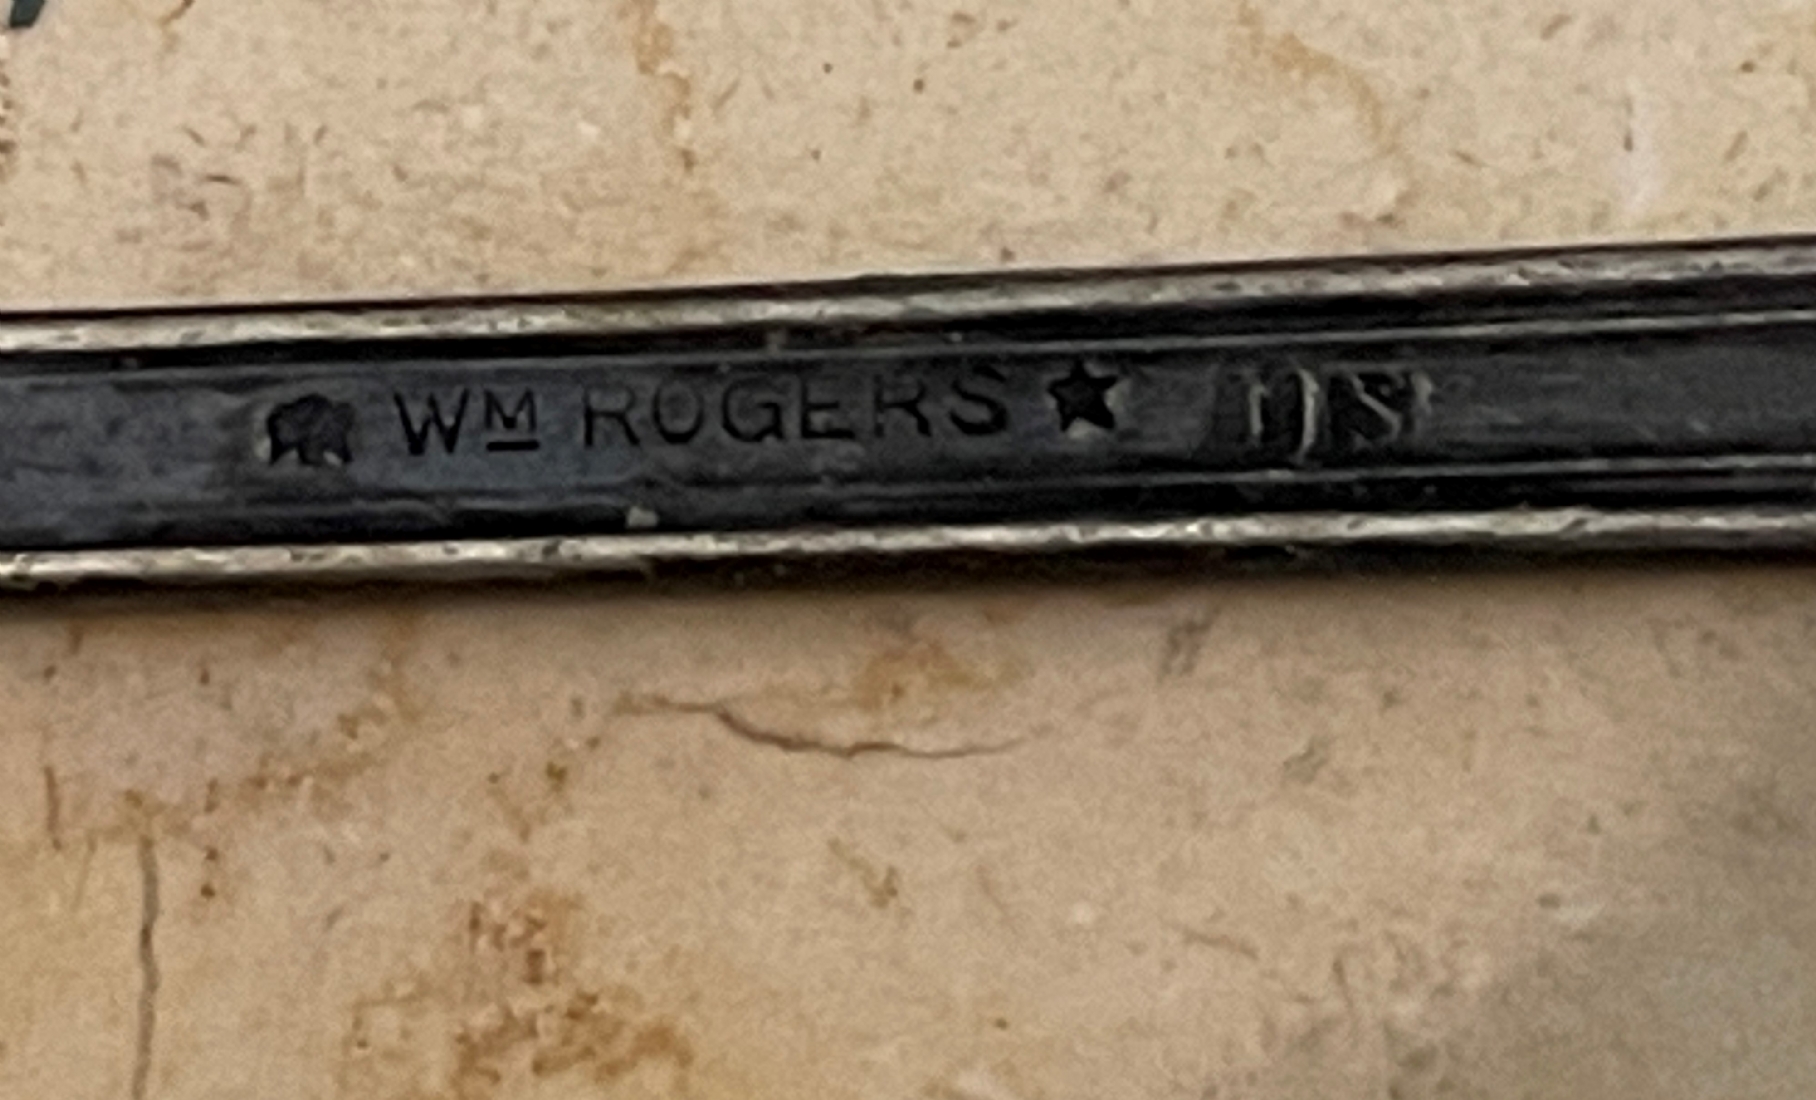 WM ROGERS ★ IS